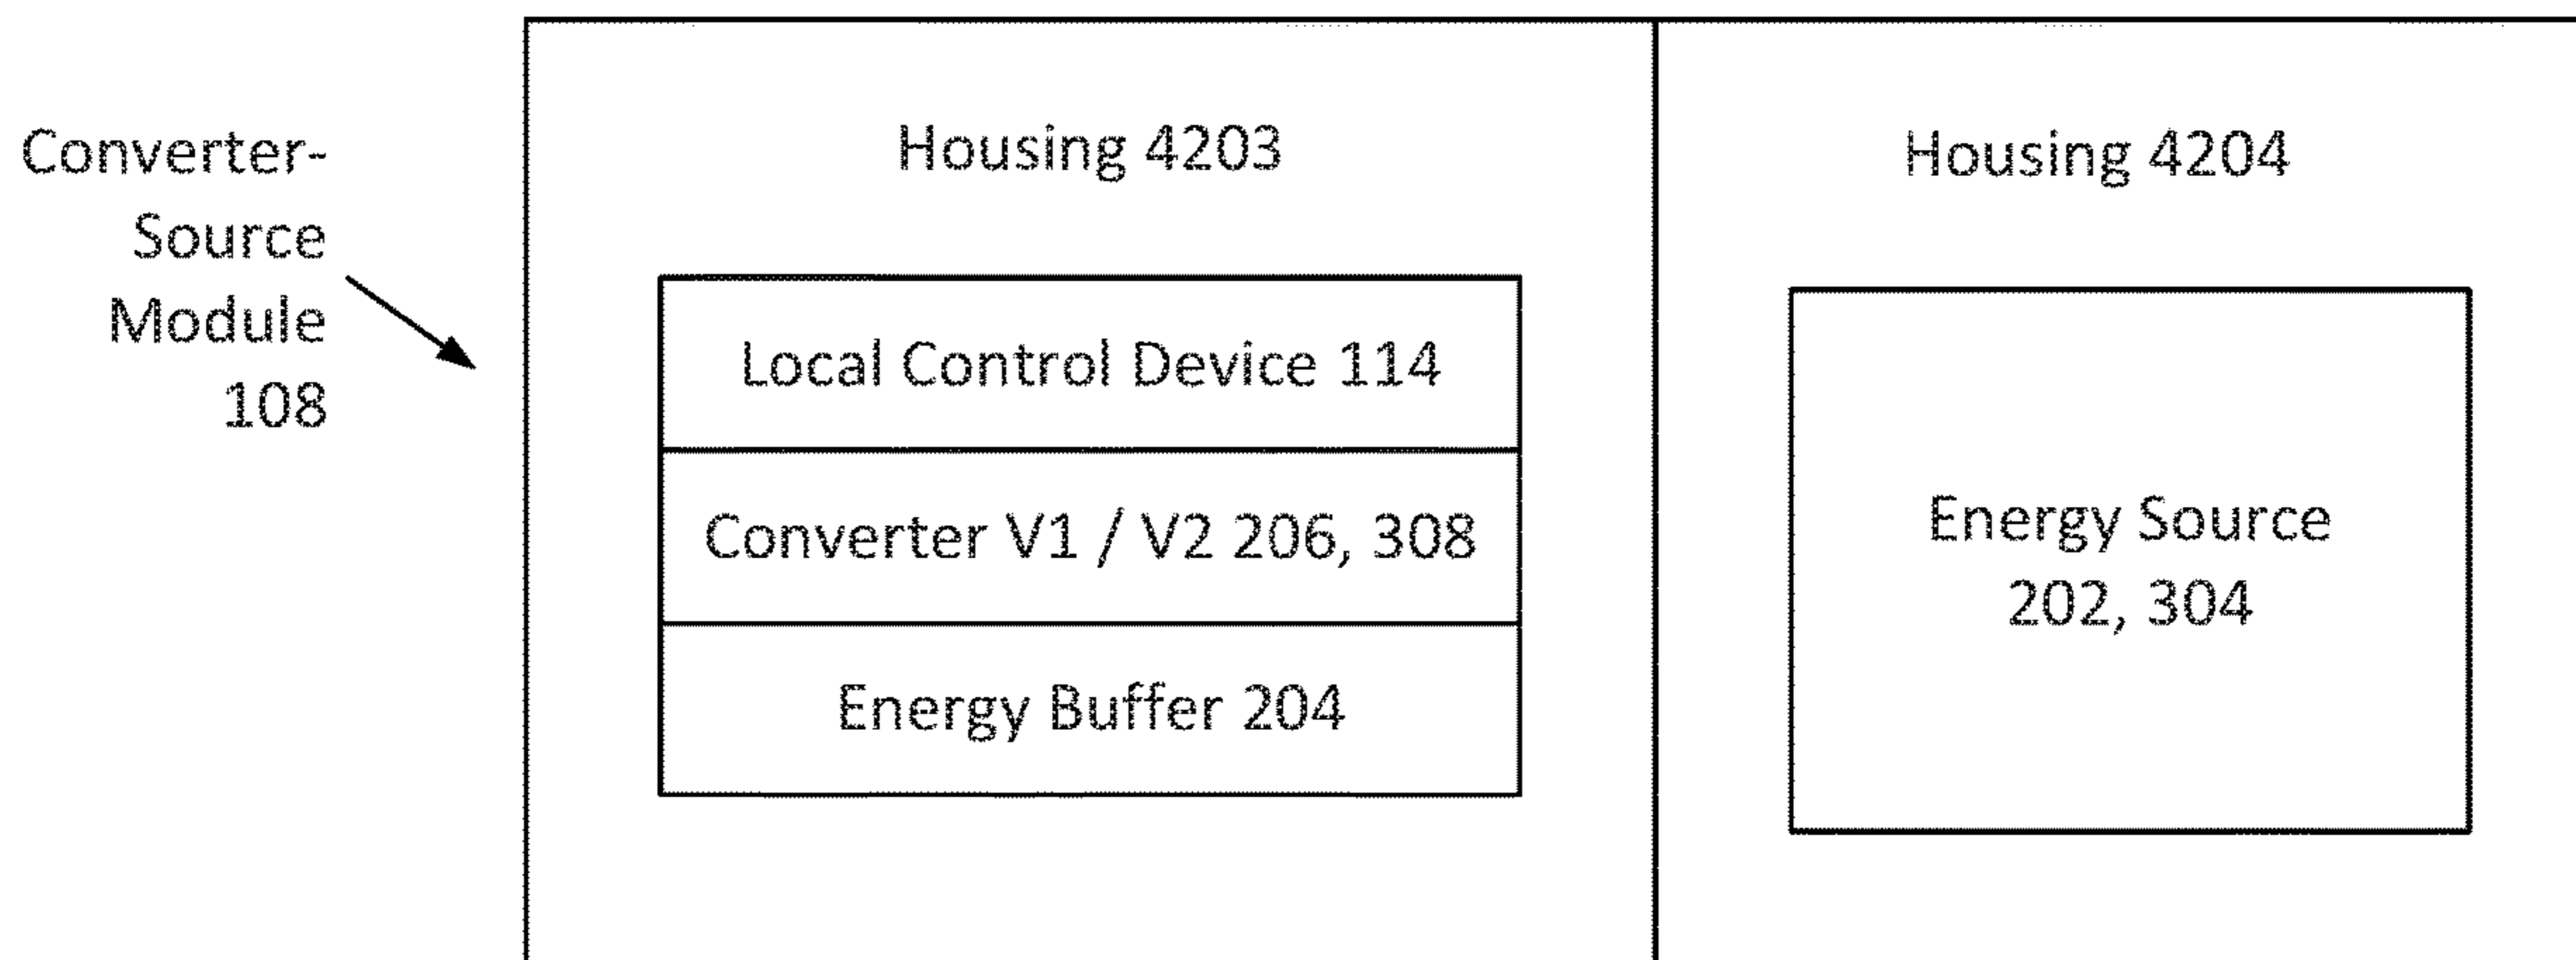 Converter-
Source
Module
108
Housing 4203
Local Control Device 114
Converter V1 / V2 206, 308
Energy Buffer 204
Housing 4204
Energy Source
202, 304